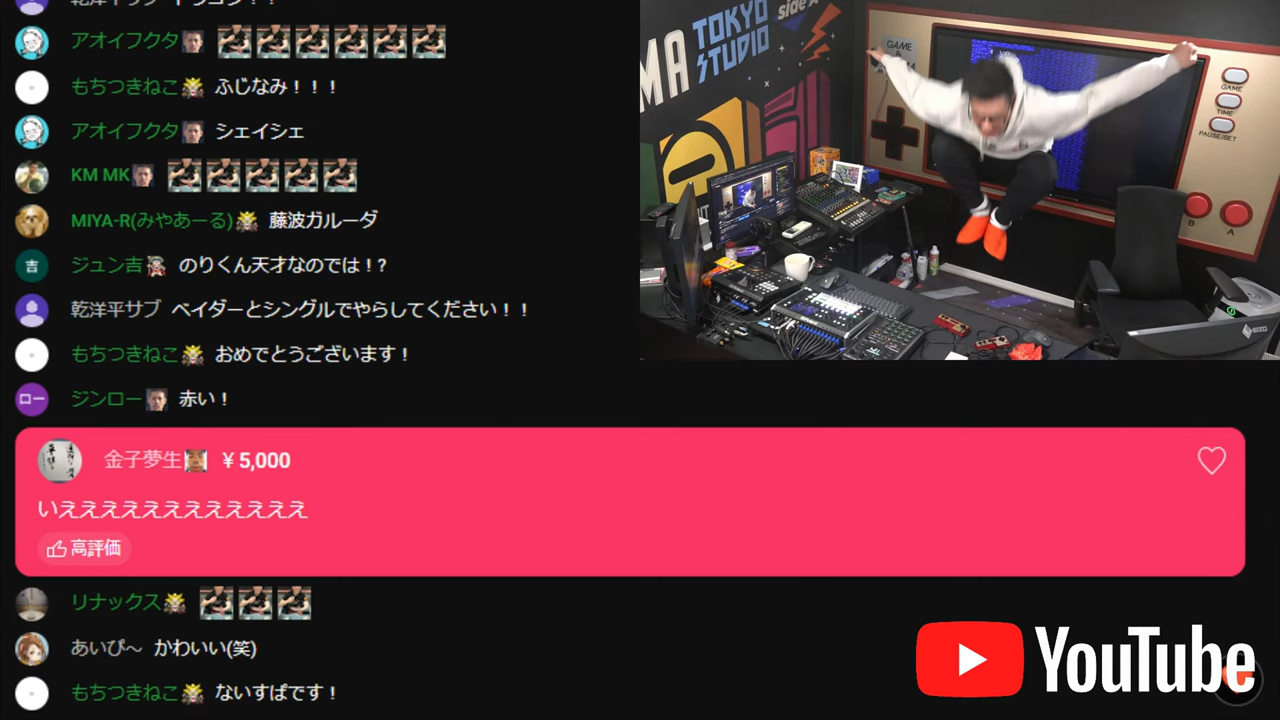 アオイフクタ
もちつきねこ ふじなみ！！！
アオイフクタ シェイシェ
KM MK
MIYA-R(みやあーる) 藤波ガルーダ
ジュン吉 のりくん天才なのでは！?
乾洋平サブ ベイダーとシングルでやらしてください！！
もちつきねこ おめでとうございます！
ジンロー 赤い！
金子夢生 ￥5,000
いええええええええええええ
高評価
リナックス
あいぴ〜 かわいい(笑)
もちつきねこ ないすぱです！
吉
ロー
MA
TOKYO
STUDIO
side A
GAME
&
GAME
TIME
PAUSE/SET
B
A
YouTube